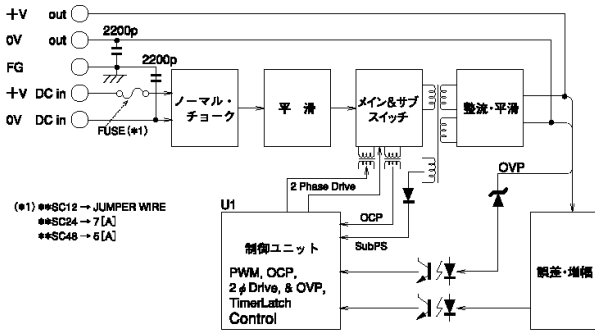 +V out
0V out
2200p
2200p
FG
+V DC in
0V DC in
FUSE(*1)
ノーマル・
チョーク
平滑
メイン&サブ
スイッチ
整流・平滑
2 Phase Drive
OVP
(*1) **SC12 → JUMPER WIRE
**SC24 → 7[A]
**SC48 → 5[A]
U1
OCP
SubPS
制御ユニット
PWM, OCP,
2φDrive, & OVP,
TimerLatch
Control
誤差・増幅